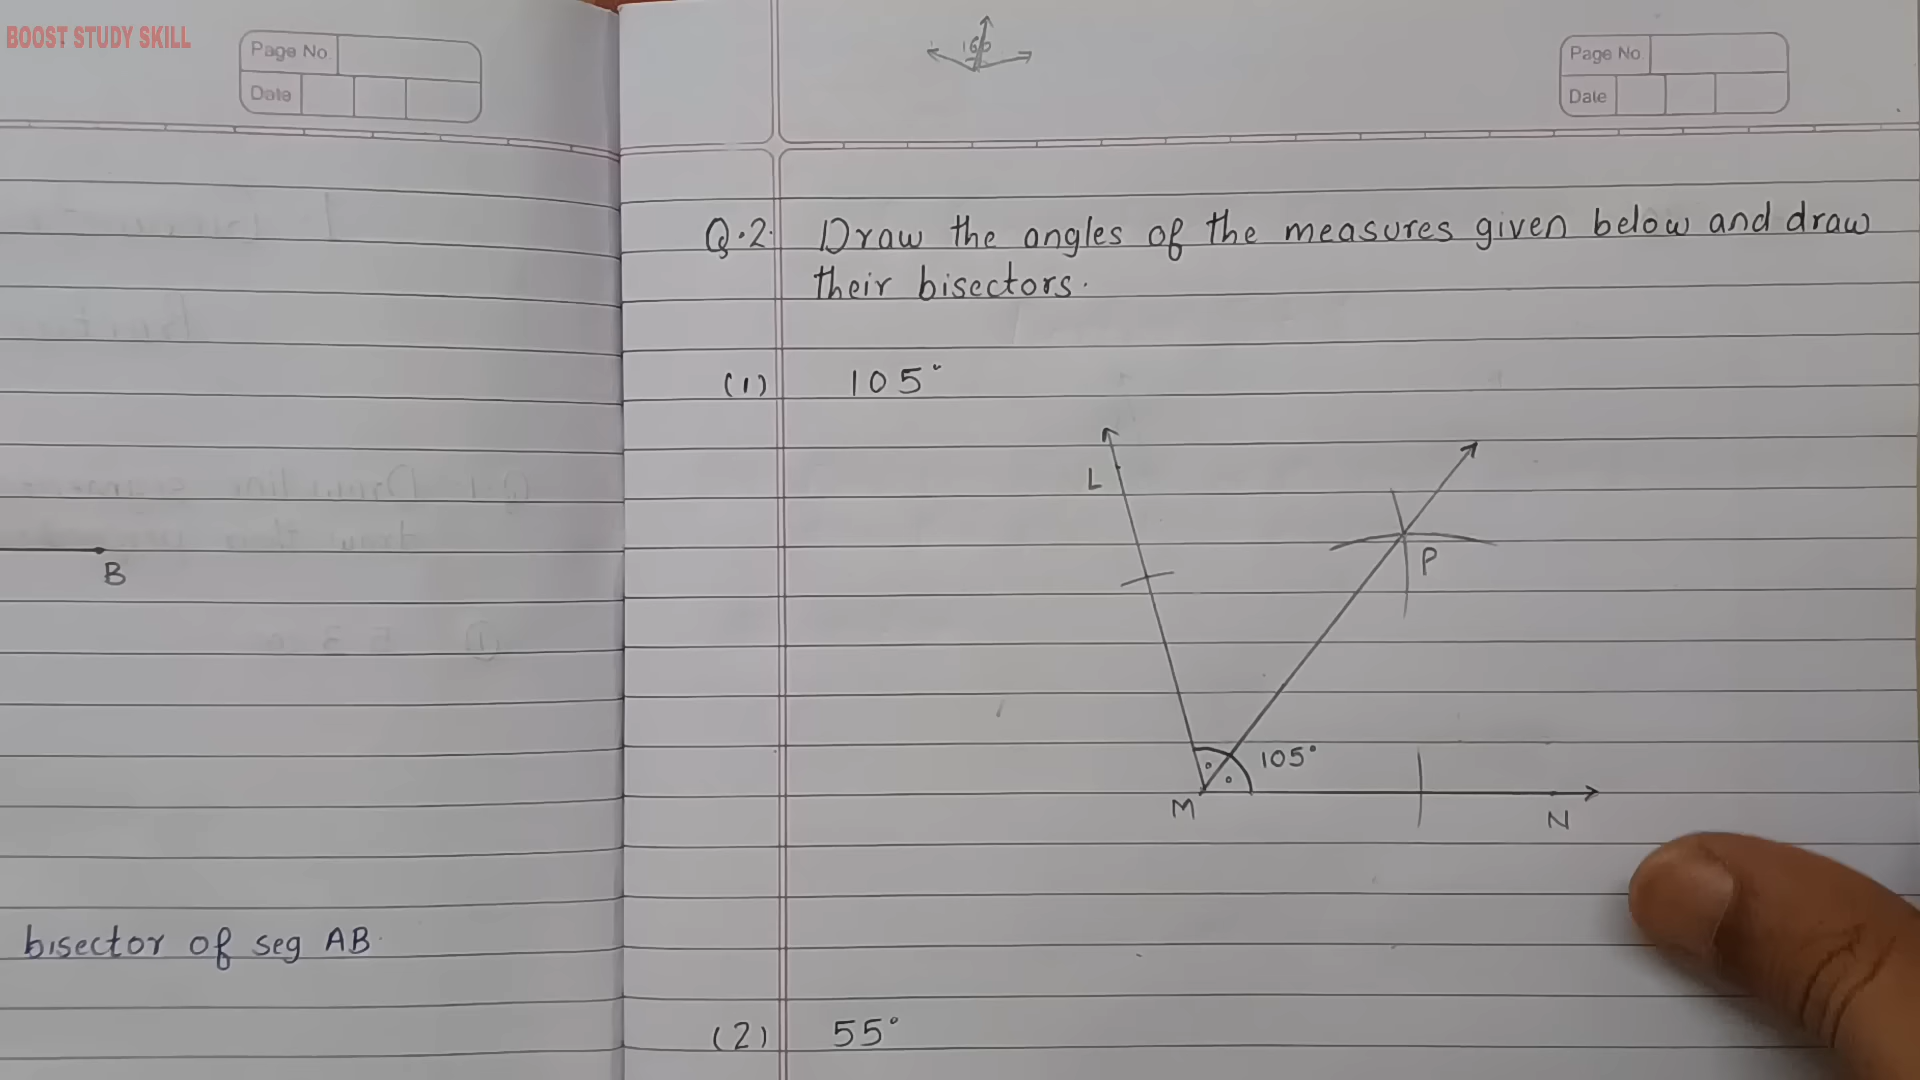 BOOST STUDY SKILL
Page No.
Date
B
bisector of seg AB.
160
Page No.
Date
Q.2. Draw the angles of the measures given below and draw
their bisectors.
(1) 105°
L
P
105°
M
N
(2) 55°